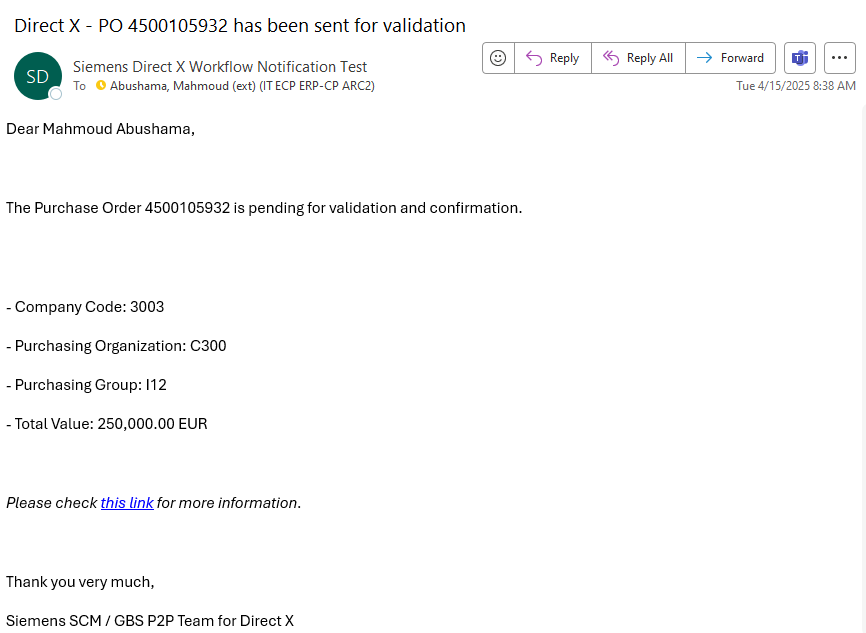 Direct X - PO 4500105932 has been sent for validation
SD
Siemens Direct X Workflow Notification Test
To Abushama, Mahmoud (ext) (IT ECP ERP-CP ARC2)
Reply
Reply All
Forward
Tue 4/15/2025 8:38 AM
Dear Mahmoud Abushama,
The Purchase Order 4500105932 is pending for validation and confirmation.
- Company Code: 3003
- Purchasing Organization: C300
- Purchasing Group: I12
- Total Value: 250,000.00 EUR
Please check this link for more information.
Thank you very much,
Siemens SCM / GBS P2P Team for Direct X